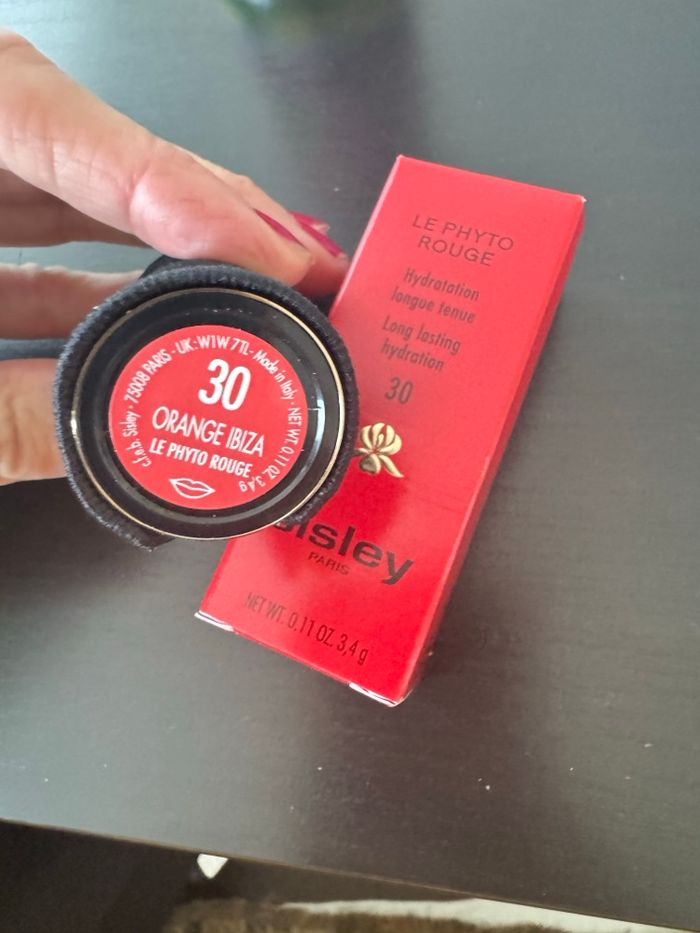 30
ORANGE IBIZA
LE PHYTO ROUGE
c.f.e.b. Sisley - 75008 PARIS - UK: W1W 7TL - Made in Italy - NET WT. 0.11 OZ. 3,4g
LE PHYTO
ROUGE
Hydratation
longue tenue
Long lasting
hydration
30
sisley
PARIS
NET WT. 0.11 OZ. 3,4 g